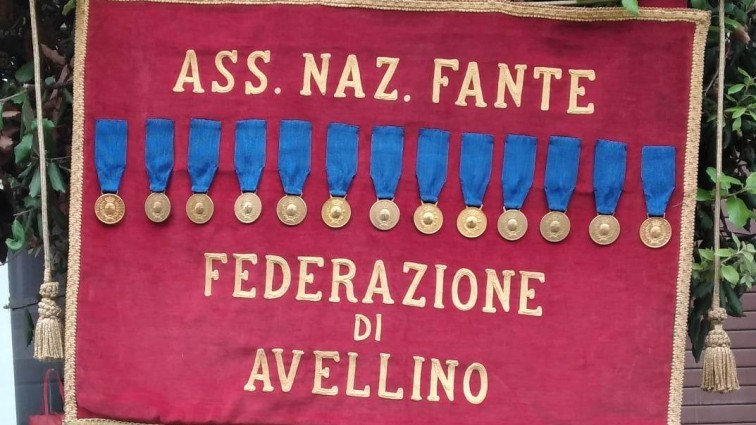 ASS. NAZ. FANTE
FEDERAZIONE
DI
AVELLINO